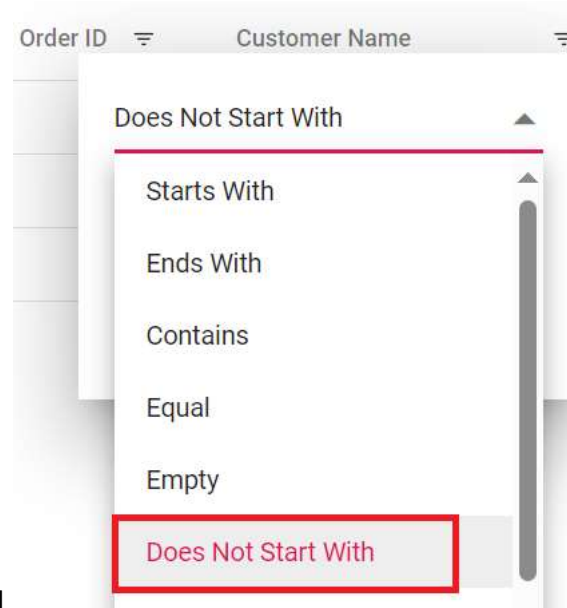 Order ID Customer Name
Does Not Start With
Starts With
Ends With
Contains
Equal
Empty
Does Not Start With